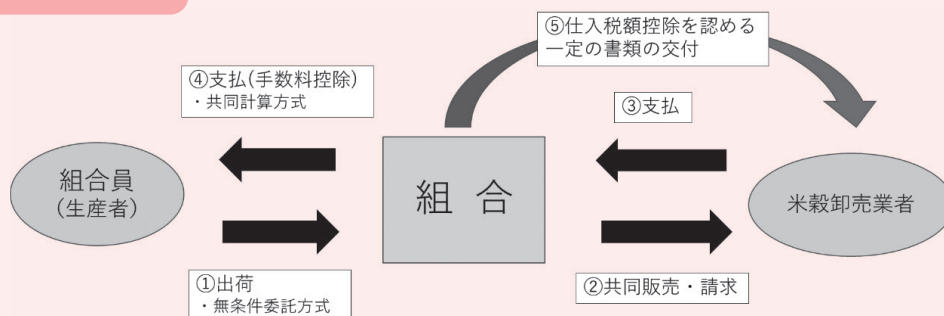 ⑤仕入税額控除を認める
一定の書類の交付
④支払(手数料控除)
・共同計算方式
③支払
組合員
(生産者)
組 合
米穀卸売業者
①出荷
・無条件委託方式
②共同販売・請求